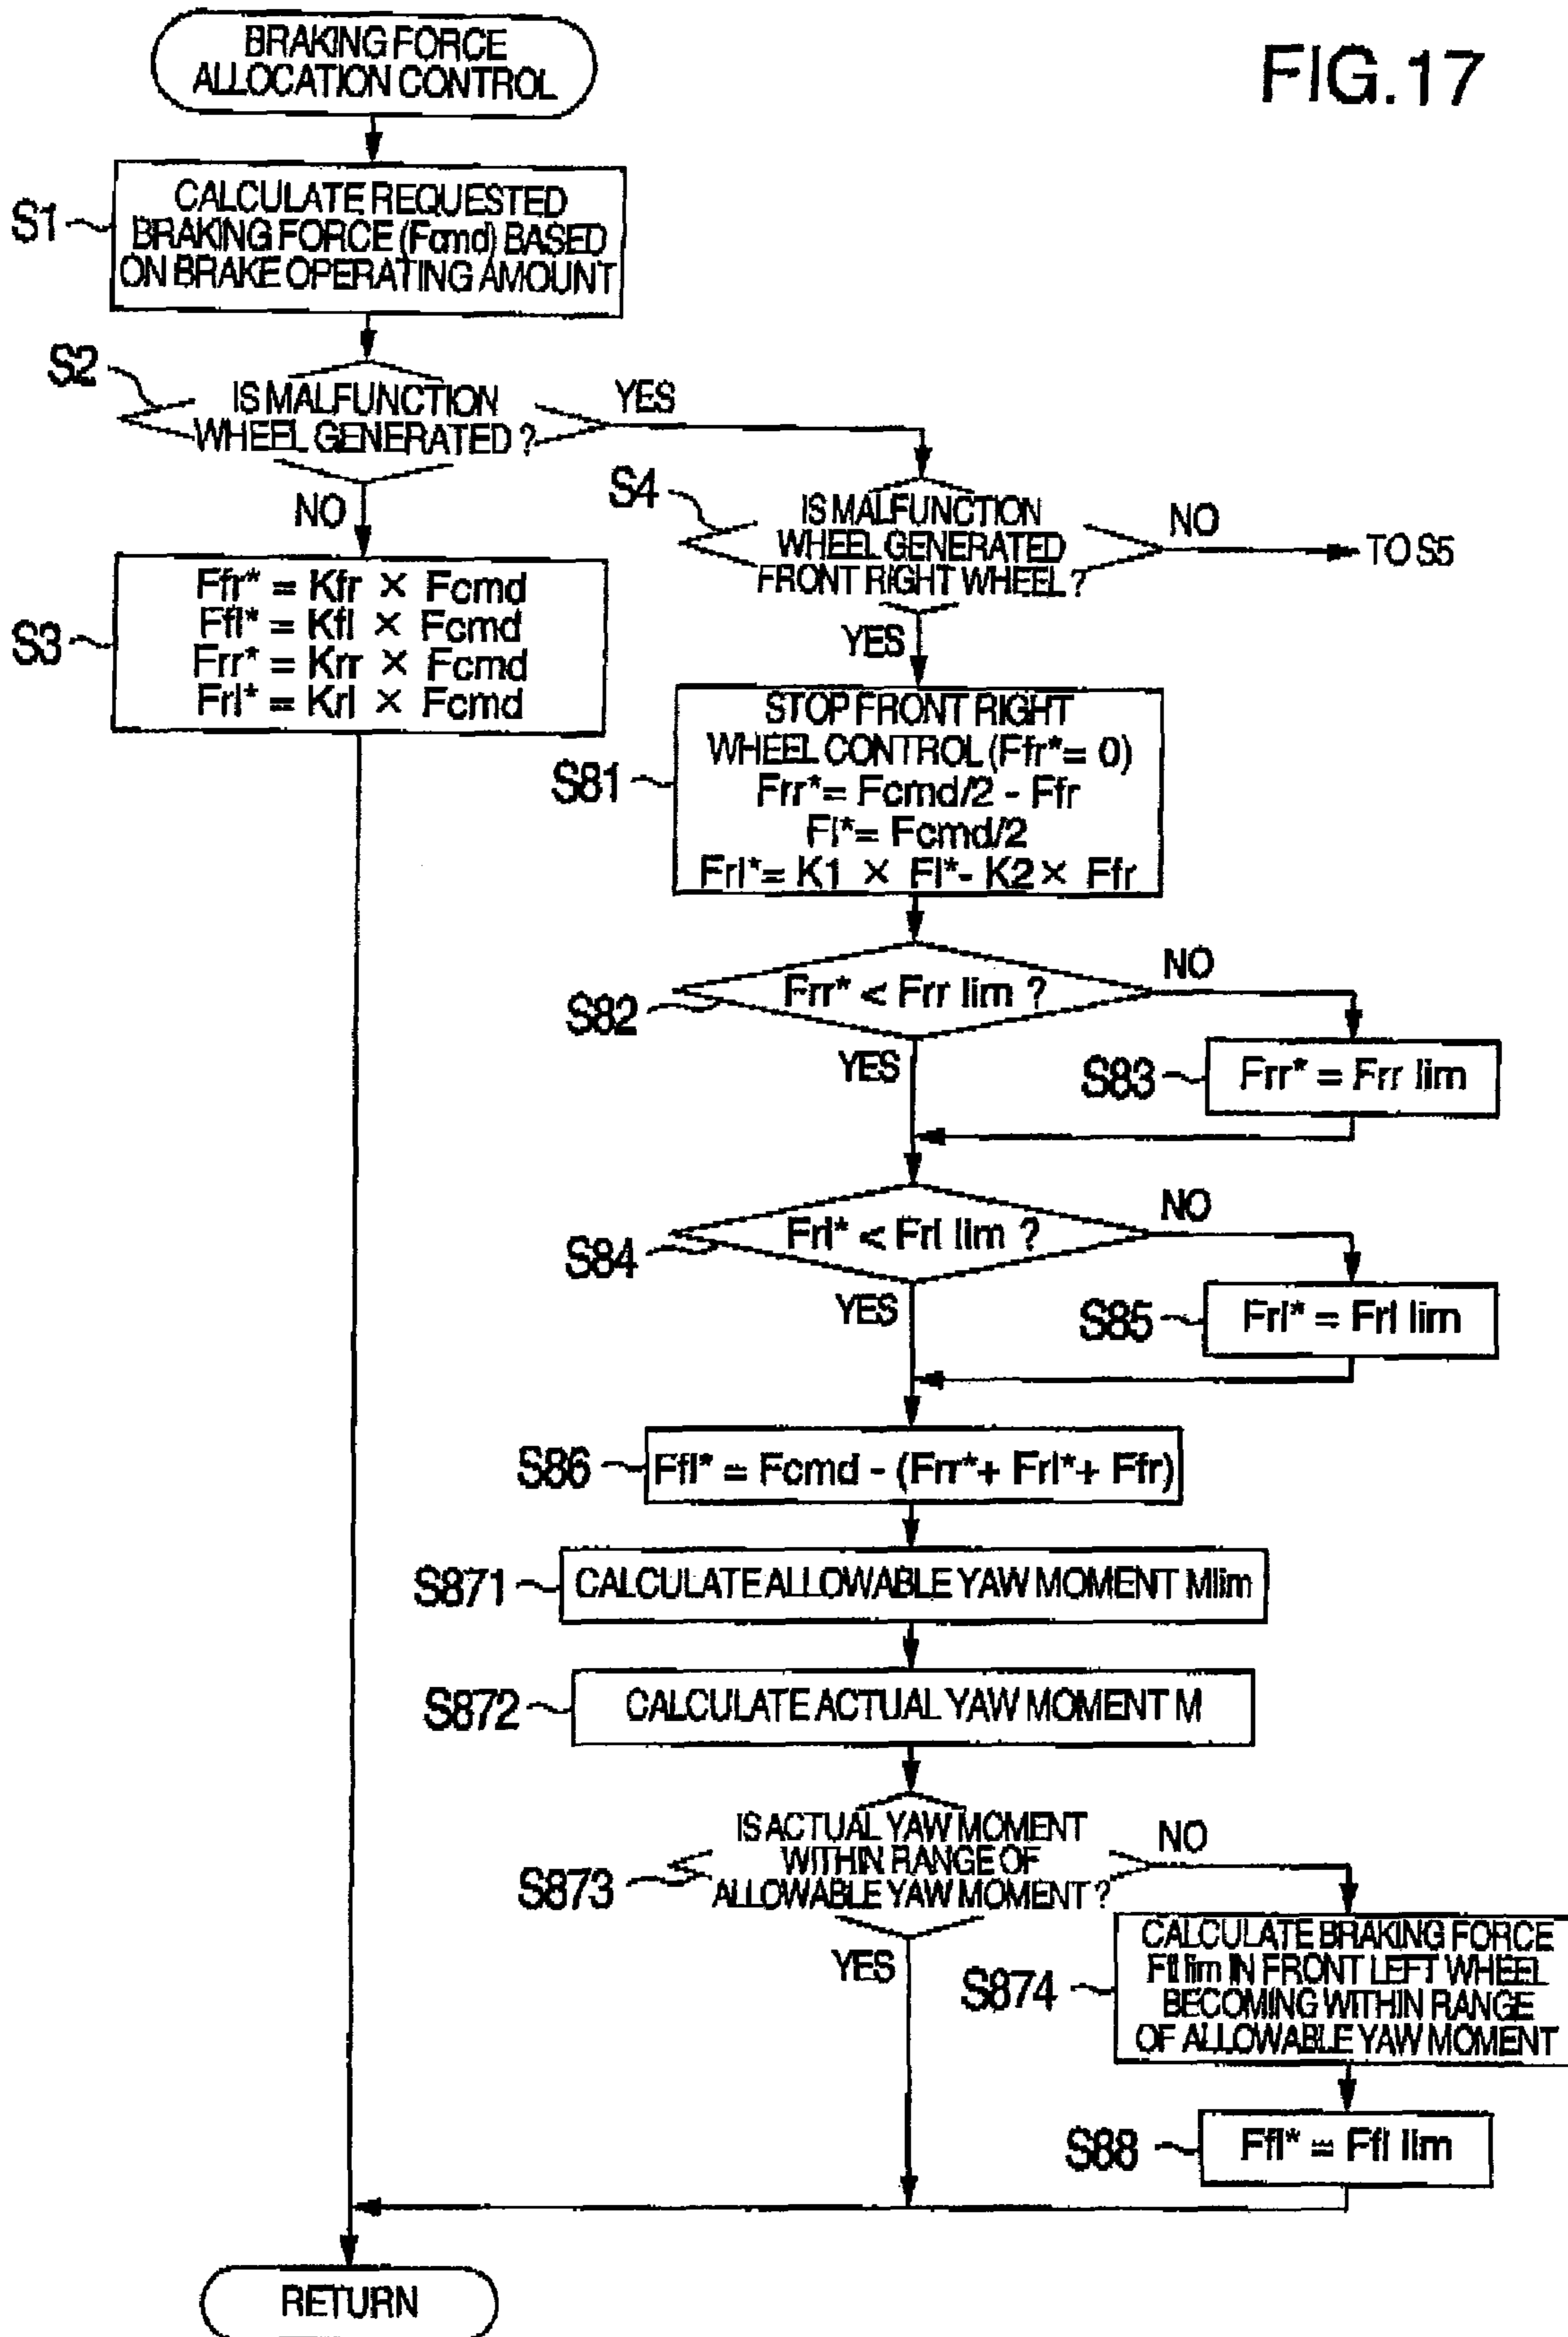 BRAKING FORCE
ALLOCATION CONTROL
FIG.17
S1
CALCULATE REQUESTED
BRAKING FORCE (Fcmd) BASED
ON BRAKE OPERATING AMOUNT
S2
IS MALFUNCTION
WHEEL GENERATED ?
YES
NO
S4
IS MALFUNCTION
WHEEL GENERATED
FRONT RIGHT WHEEL ?
NO
TO S5
YES
S3
Ffr* = Kfr × Fcmd
Ffl* = Kfl × Fcmd
Frr* = Krr × Fcmd
Frl* = Krl × Fcmd
S81
STOP FRONT RIGHT
WHEEL CONTROL (Ffr*= 0)
Frr*= Fcmd/2 - Ffr
Fl*= Fcmd/2
Frl*= K1 × Fl*- K2 × Ffr
S82
Frr* < Frr lim ?
NO
YES
S83
Frr* = Frr lim
S84
Frl* < Frl lim ?
NO
YES
S85
Frl* = Frl lim
S86
Ffl* = Fcmd - (Frr*+ Frl*+ Ffr)
S871
CALCULATE ALLOWABLE YAW MOMENT Mlim
S872
CALCULATE ACTUAL YAW MOMENT M
S873
IS ACTUAL YAW MOMENT
WITHIN RANGE OF
ALLOWABLE YAW MOMENT ?
NO
YES
S874
CALCULATE BRAKING FORCE
Ffl lim IN FRONT LEFT WHEEL
BECOMING WITHIN RANGE
OF ALLOWABLE YAW MOMENT
S88
Ffl* = Ffl lim
RETURN